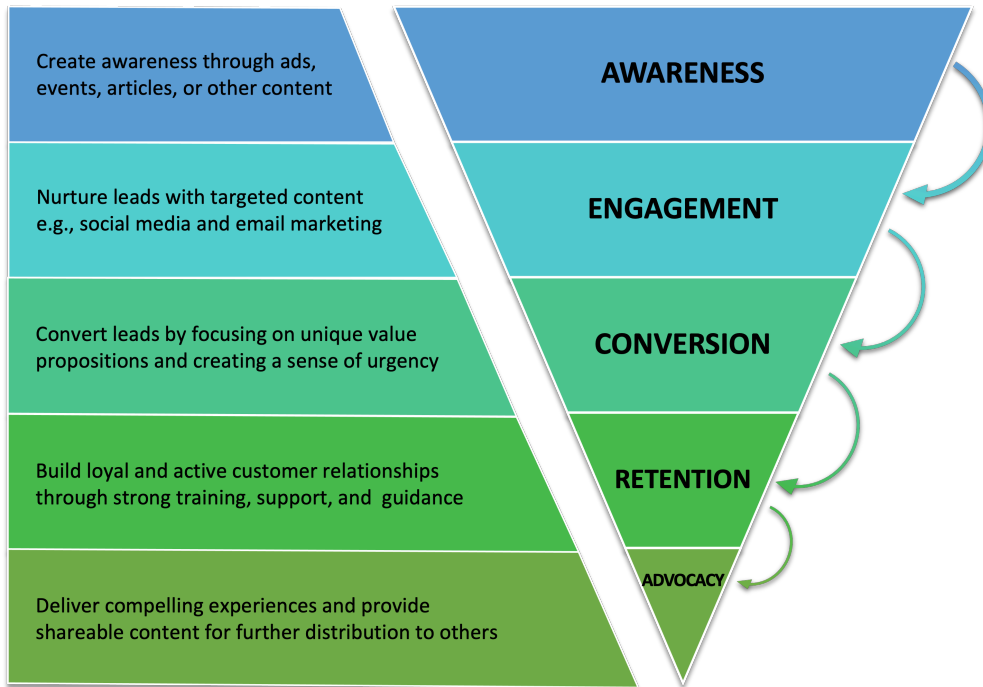 Create awareness through ads,
events, articles, or other content
AWARENESS
Nurture leads with targeted content
e.g., social media and email marketing
ENGAGEMENT
Convert leads by focusing on unique value
propositions and creating a sense of urgency
CONVERSION
Build loyal and active customer relationships
through strong training, support, and guidance
RETENTION
Deliver compelling experiences and provide
shareable content for further distribution to others
ADVOCACY